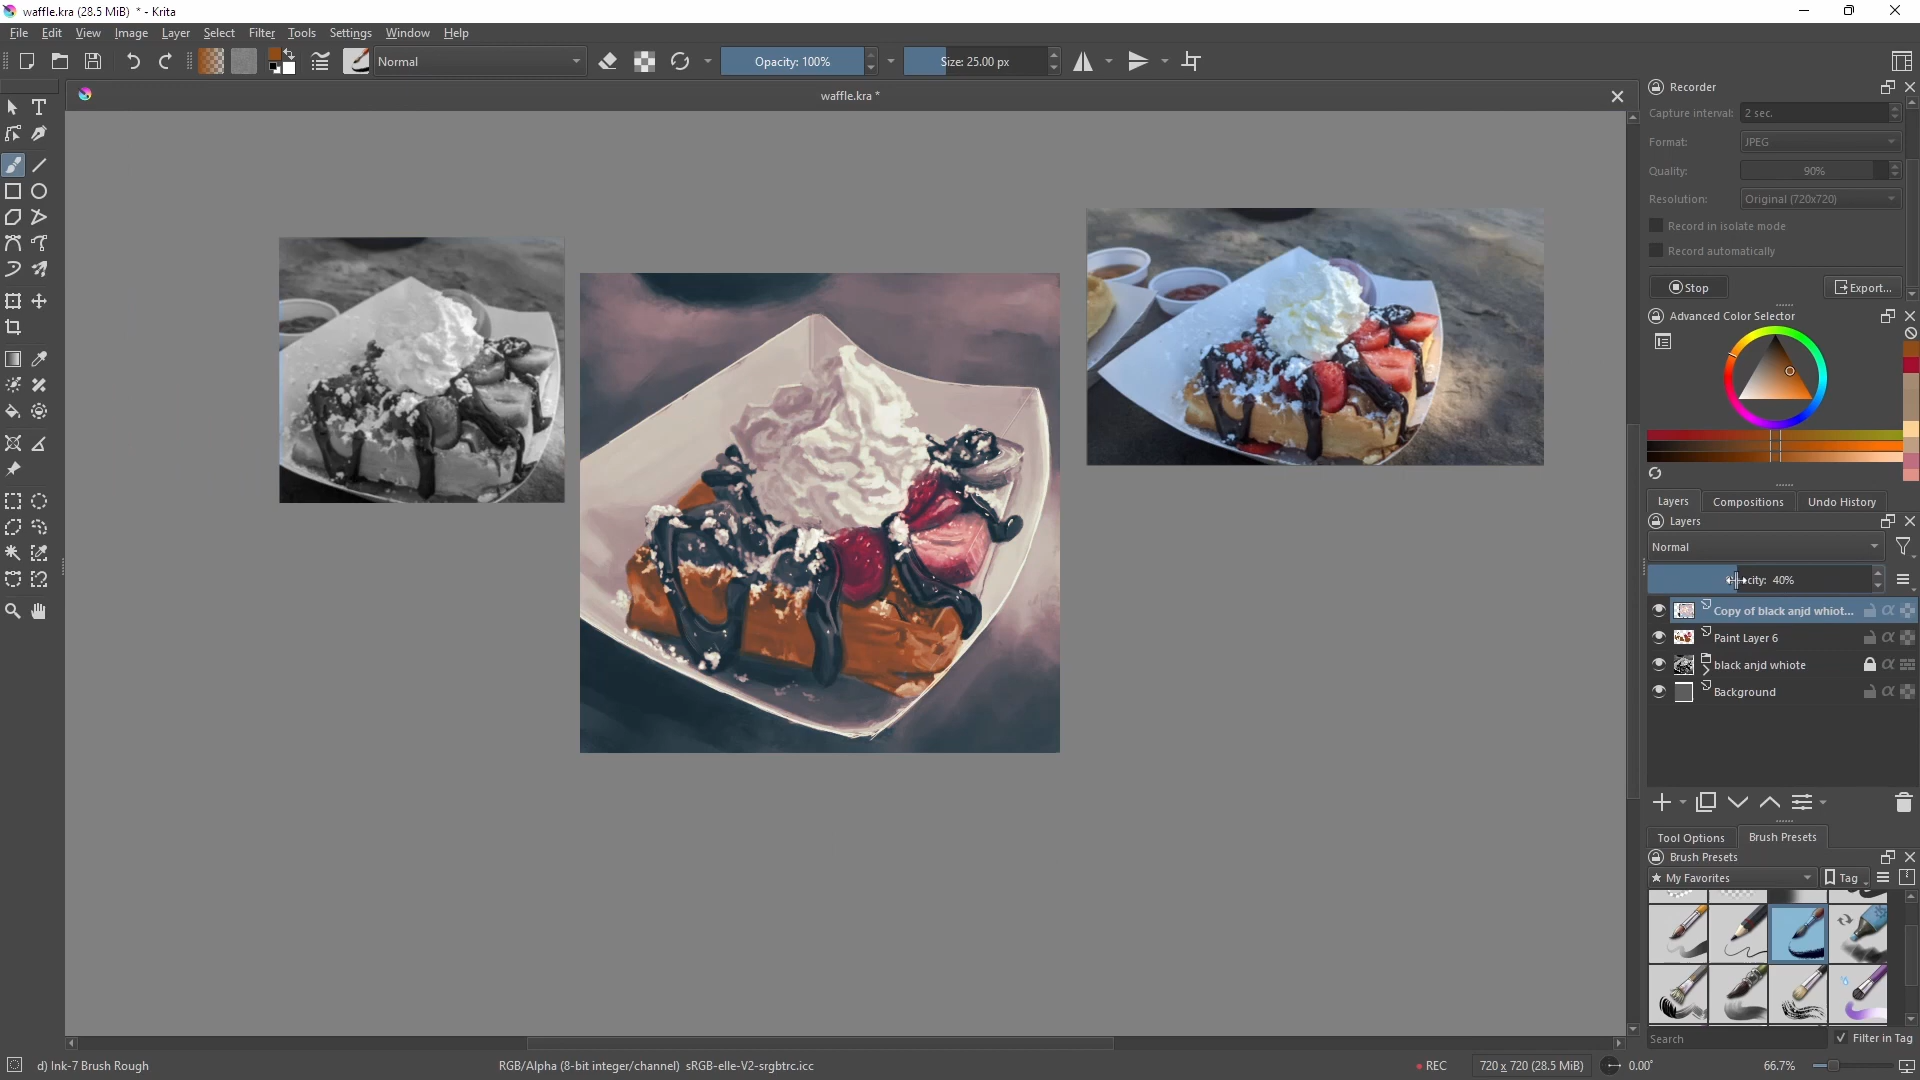 waffle.kra (28.5 MiB)  * - Krita
File Edit View Image Layer Select Filter Tools Settings Window Help
Normal Opacity: 100% Size: 25.00 px
waffle.kra *
Recorder
Capture interval: 2 sec.
Format: JPEG
Quality: 90%
Resolution: Original (720x720)
Record in isolate mode
Record automatically
Stop Export...
Advanced Color Selector
Layers Compositions Undo History
Layers
Normal
city: 40%
Copy of black anjd whiot...
Paint Layer 6
black anjd whiote
Background
Tool Options Brush Presets
Brush Presets
★ My Favorites Tag
Search Filter in Tag
d) Ink-7 Brush Rough RGB/Alpha (8-bit integer/channel) sRGB-elle-V2-srgbtrc.icc REC 720 x 720 (28.5 MiB) 0.00° 66.7%